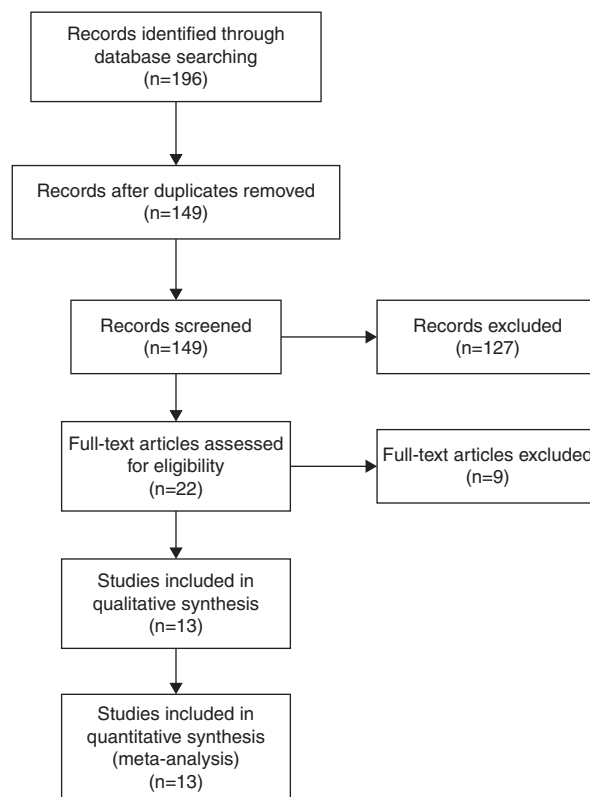 Records identified through
database searching
(n=196)
Records after duplicates removed
(n=149)
Records screened
(n=149)
Records excluded
(n=127)
Full-text articles assessed
for eligibility
(n=22)
Full-text articles excluded
(n=9)
Studies included in
qualitative synthesis
(n=13)
Studies included in
quantitative synthesis
(meta-analysis)
(n=13)